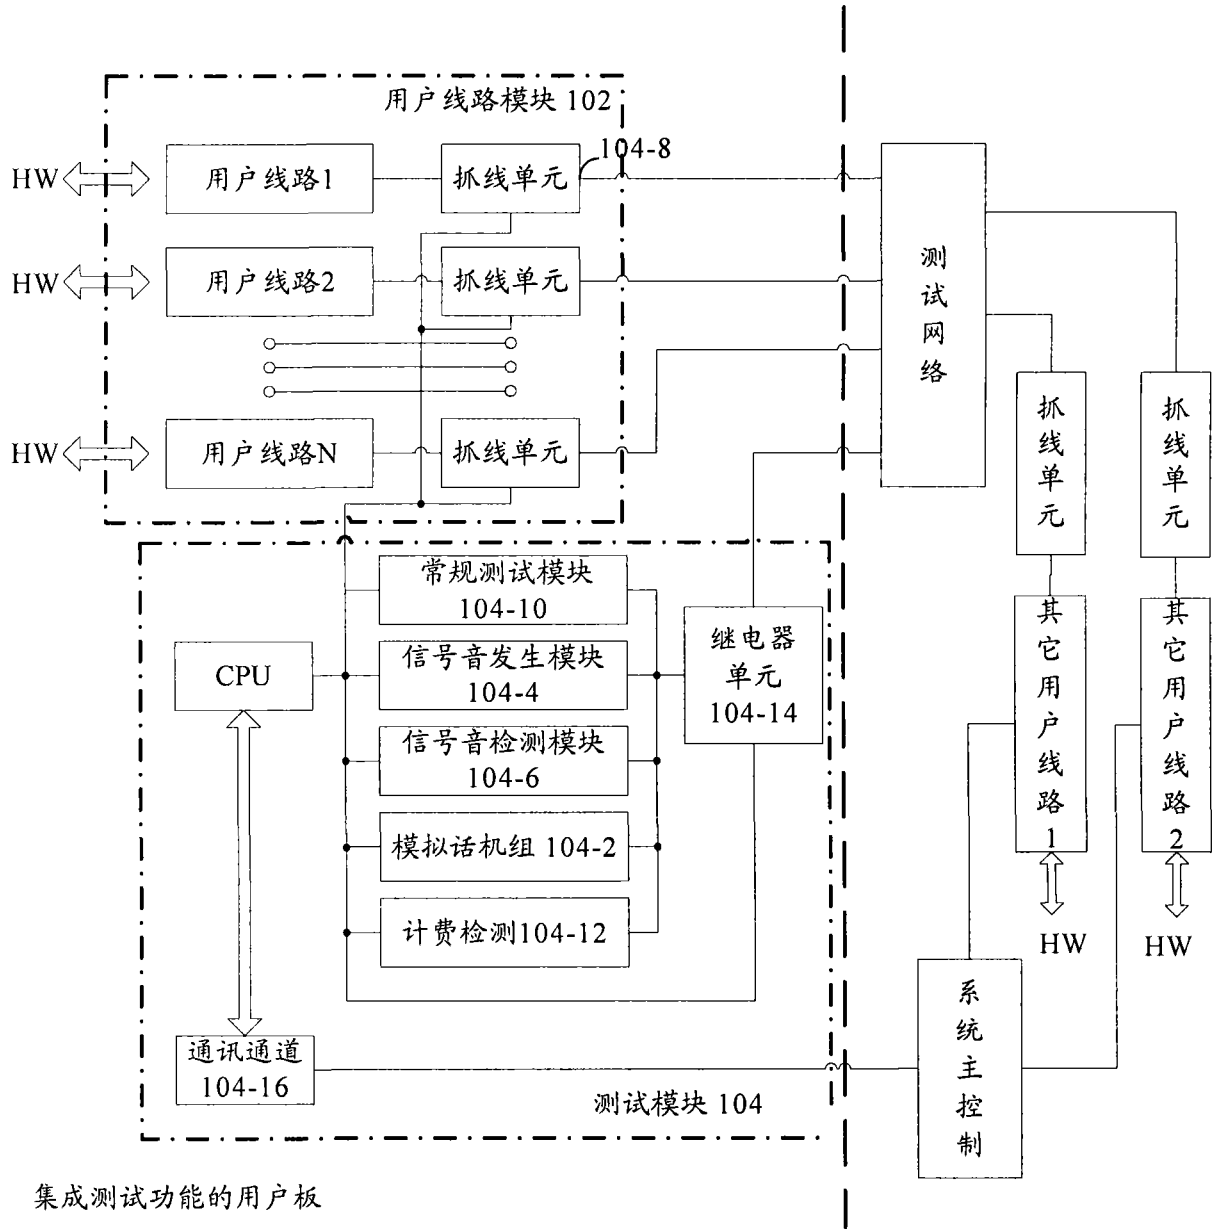 用户线路模块 102
104-8
HW
用户线路1
抓线单元
HW
用户线路2
抓线单元
HW
用户线路N
抓线单元
测试网络
抓线单元
抓线单元
常规测试模块
104-10
CPU
信号音发生模块
104-4
信号音检测模块
104-6
模拟话机组 104-2
计费检测104-12
继电器
单元
104-14
其它用户线路1
其它用户线路2
HW
HW
通讯通道
104-16
测试模块 104
系统主控制
集成测试功能的用户板